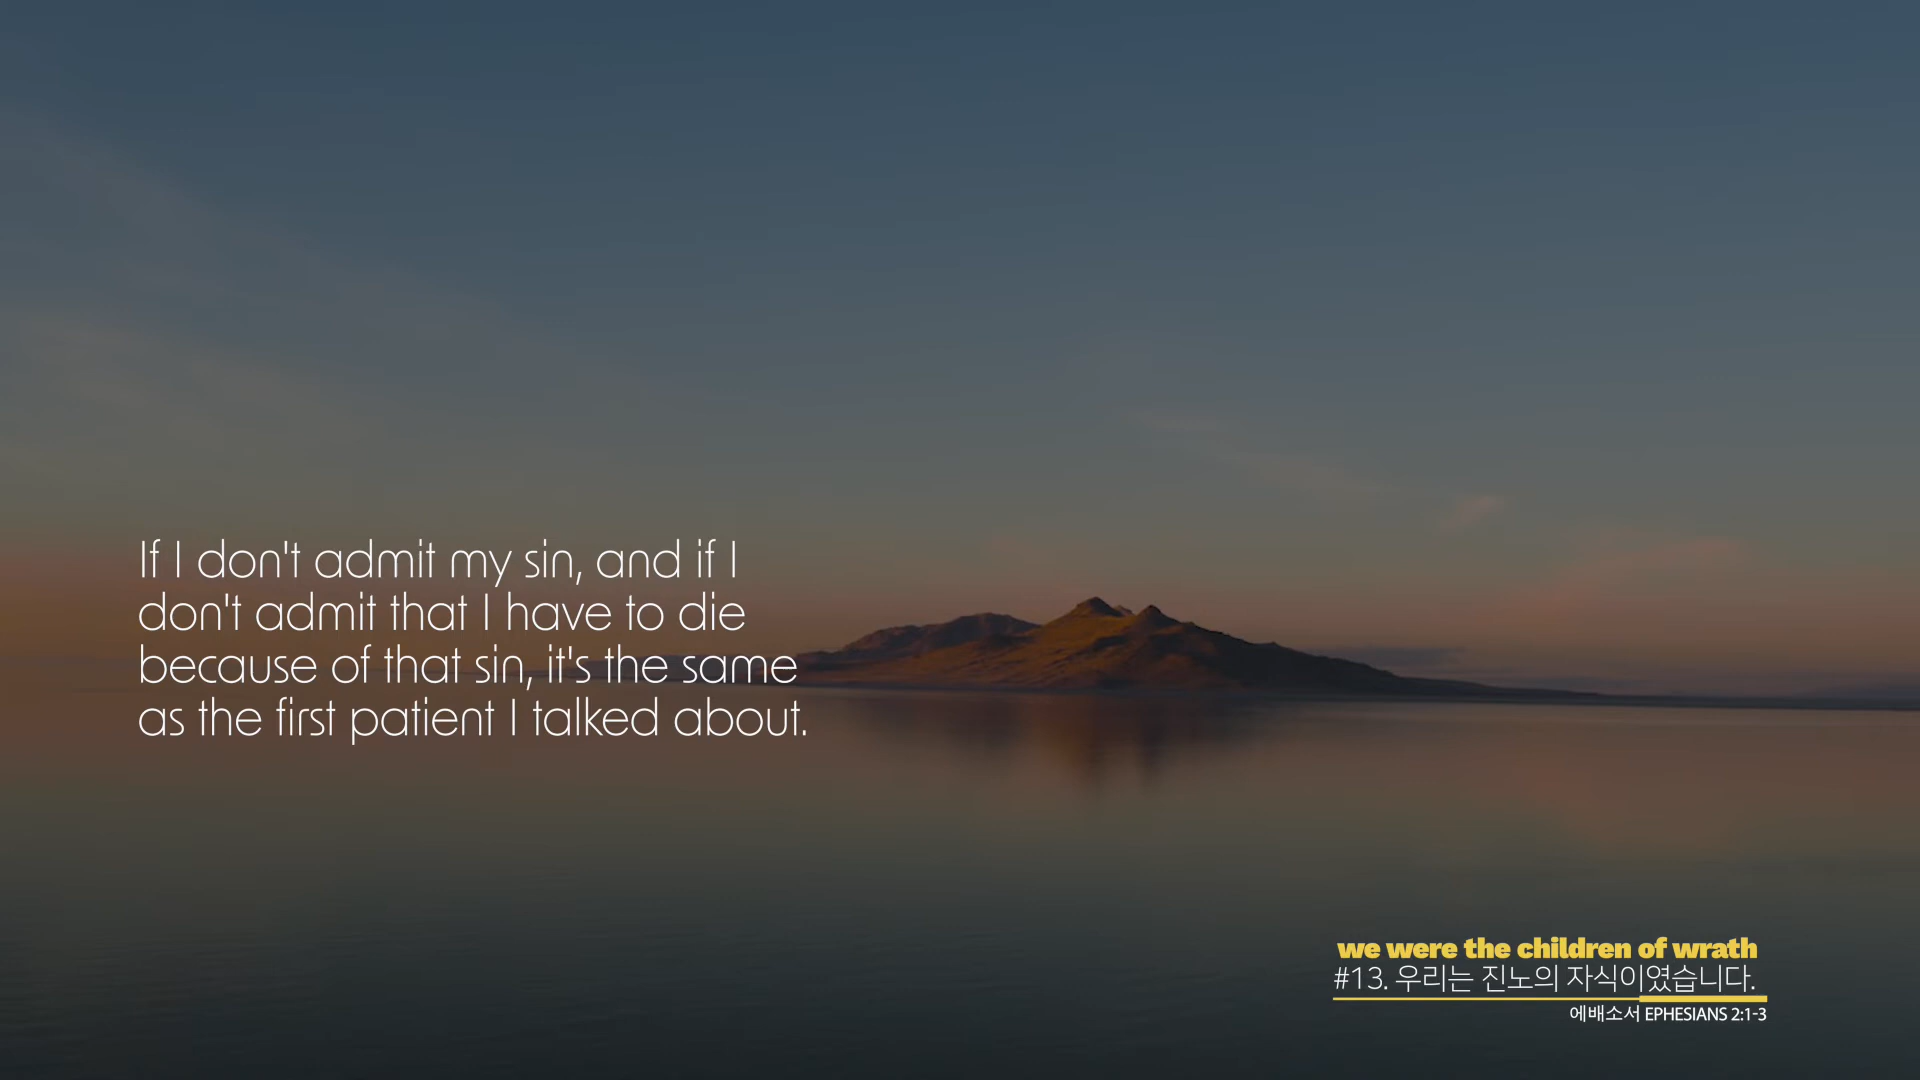 If I don't admit my sin, and if I
don't admit that I have to die
because of that sin, it's the same
as the first patient I talked about.
we were the children of wrath
#13. 우리는 진노의 자식이였습니다.
에배소서 EPHESIANS 2:1-3